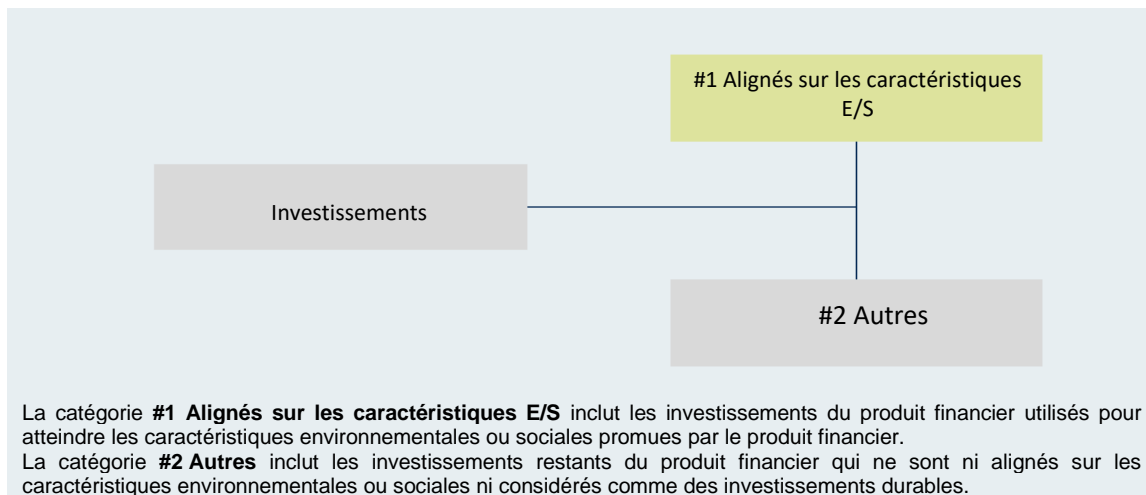 #1 Alignés sur les caractéristiques
E/S
Investissements
#2 Autres
La catégorie #1 Alignés sur les caractéristiques E/S inclut les investissements du produit financier utilisés pour
atteindre les caractéristiques environnementales ou sociales promues par le produit financier.
La catégorie #2 Autres inclut les investissements restants du produit financier qui ne sont ni alignés sur les
caractéristiques environnementales ou sociales ni considérés comme des investissements durables.